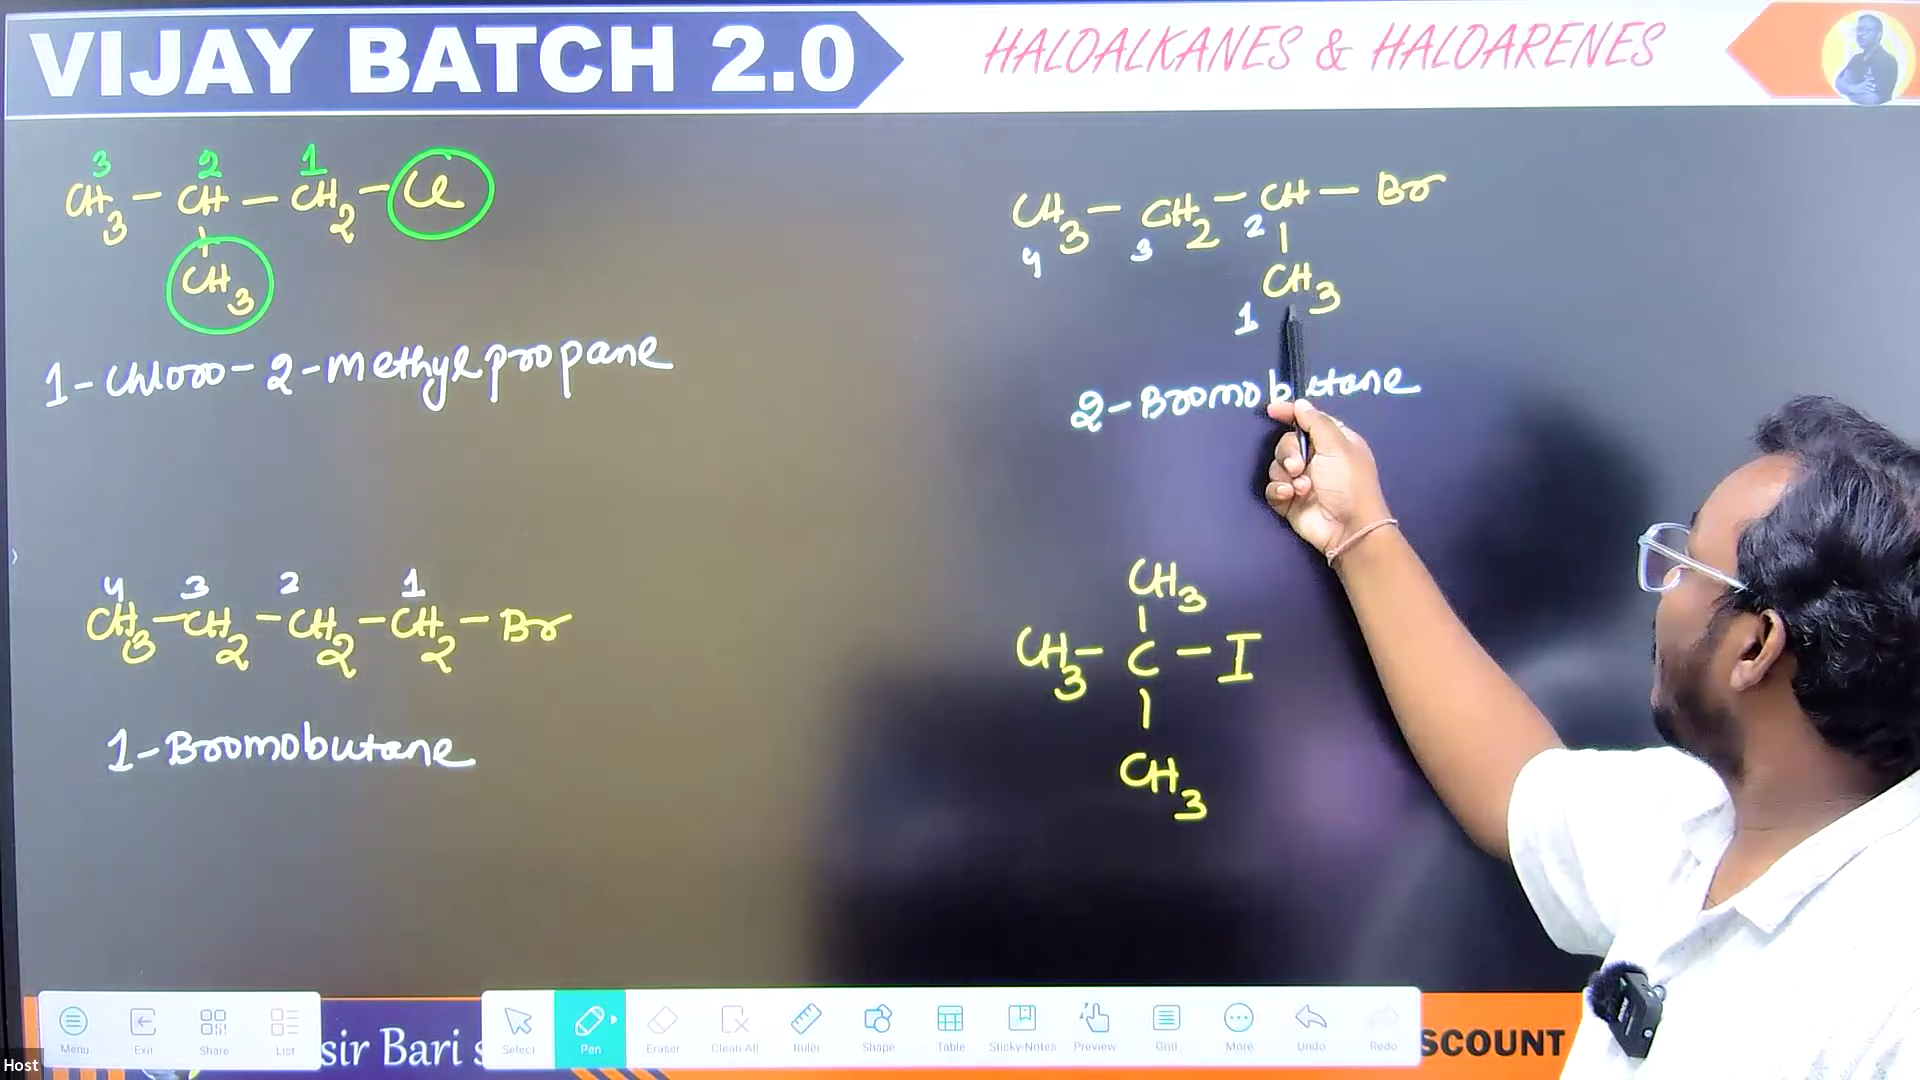 VIJAY BATCH 2.0
HALOALKANES & HALOARENES
3 2 1
CH3 - CH - CH2 - Cl
CH3
1-Chloro-2-Methylpropane
CH3 - CH2 - CH - Br
4 3 2
CH3
1
2-Bromobutane
4 3 2 1
CH3 - CH2 - CH2 - CH2 - Br
1-Bromobutane
CH3
CH3 - C - I
CH3
Menu Exit Share List
sir Bari s
Select Pen Eraser Clean All Ruler Shape Table Sticky-Notes Preview Grid More Undo Redo
SCOUNT
Host